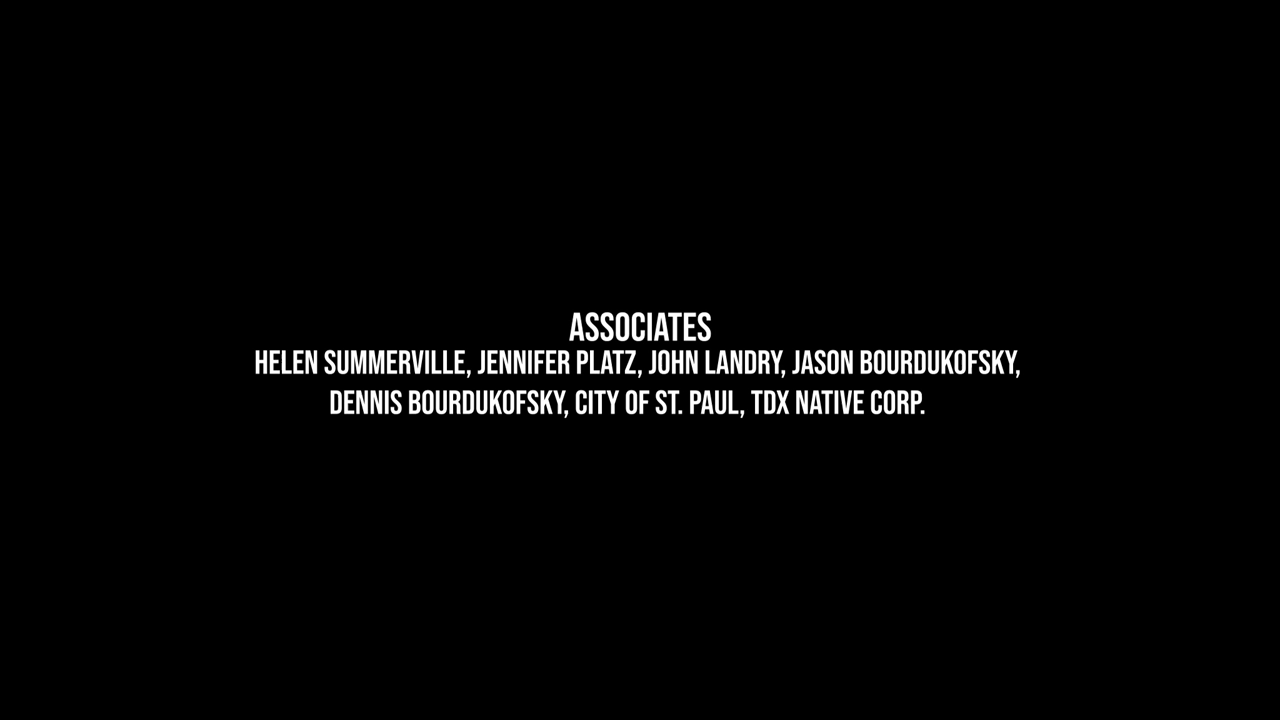 ASSOCIATES
HELEN SUMMERVILLE, JENNIFER PLATZ, JOHN LANDRY, JASON BOURDUKOFSKY,
DENNIS BOURDUKOFSKY, CITY OF ST. PAUL, TDX NATIVE CORP.